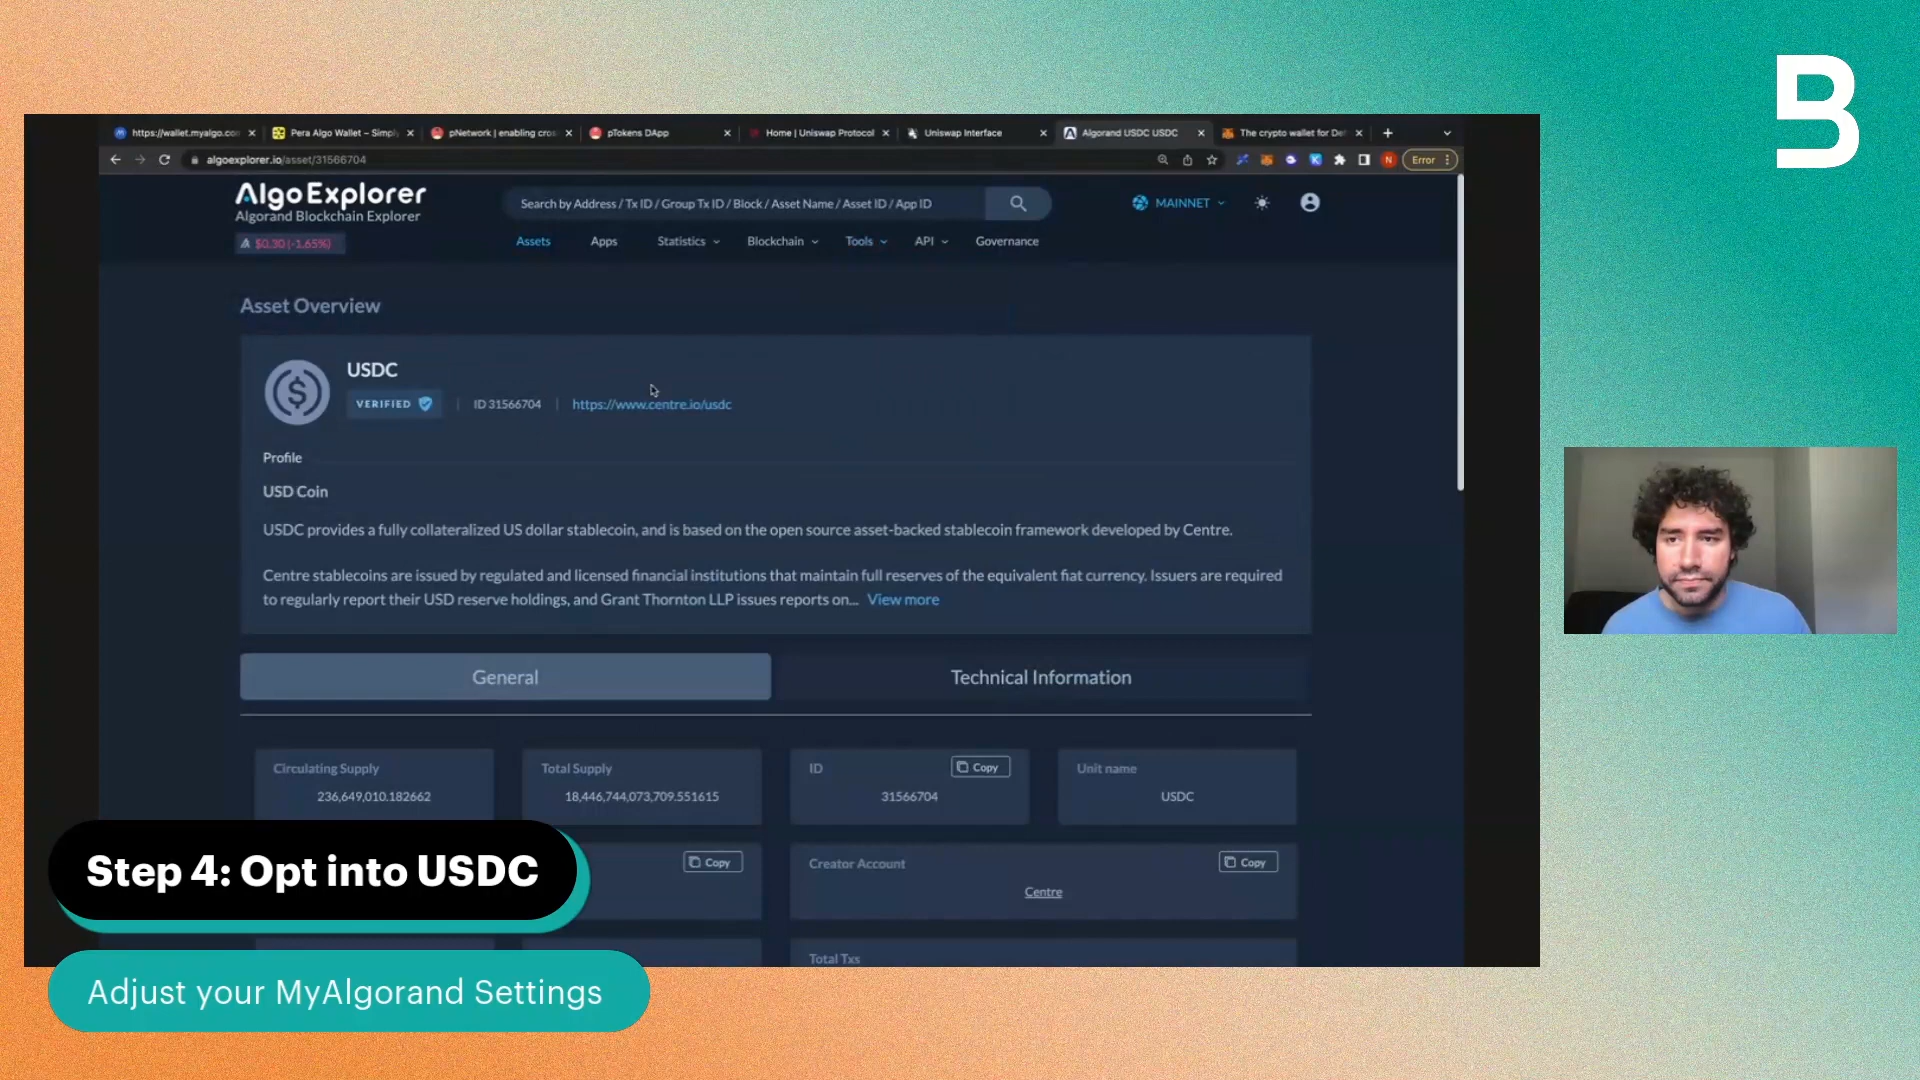 https://wallet.myalgo.con
Pera Algo Wallet – Simply
pNetwork | enabling cros
pTokens DApp
Home | Uniswap Protocol
Uniswap Interface
Algorand USDC USDC
The crypto wallet for Def
algoexplorer.io/asset/31566704
N
Error
AlgoExplorer
Algorand Blockchain Explorer
$0.30 (-1.65%)
Search by Address / Tx ID / Group Tx ID / Block / Asset Name / Asset ID / App ID
MAINNET
Assets
Apps
Statistics
Blockchain
Tools
API
Governance
Asset Overview
USDC
VERIFIED
ID 31566704
https://www.centre.io/usdc
Profile
USD Coin
USDC provides a fully collateralized US dollar stablecoin, and is based on the open source asset-backed stablecoin framework developed by Centre.
Centre stablecoins are issued by regulated and licensed financial institutions that maintain full reserves of the equivalent fiat currency. Issuers are required
to regularly report their USD reserve holdings, and Grant Thornton LLP issues reports on... View more
General
Technical Information
Circulating Supply
236,649,010.182662
Total Supply
18,446,744,073,709.551615
ID
Copy
31566704
Unit name
USDC
Copy
Creator Account
Copy
Centre
Total Txs
Step 4: Opt into USDC
Adjust your MyAlgorand Settings
B